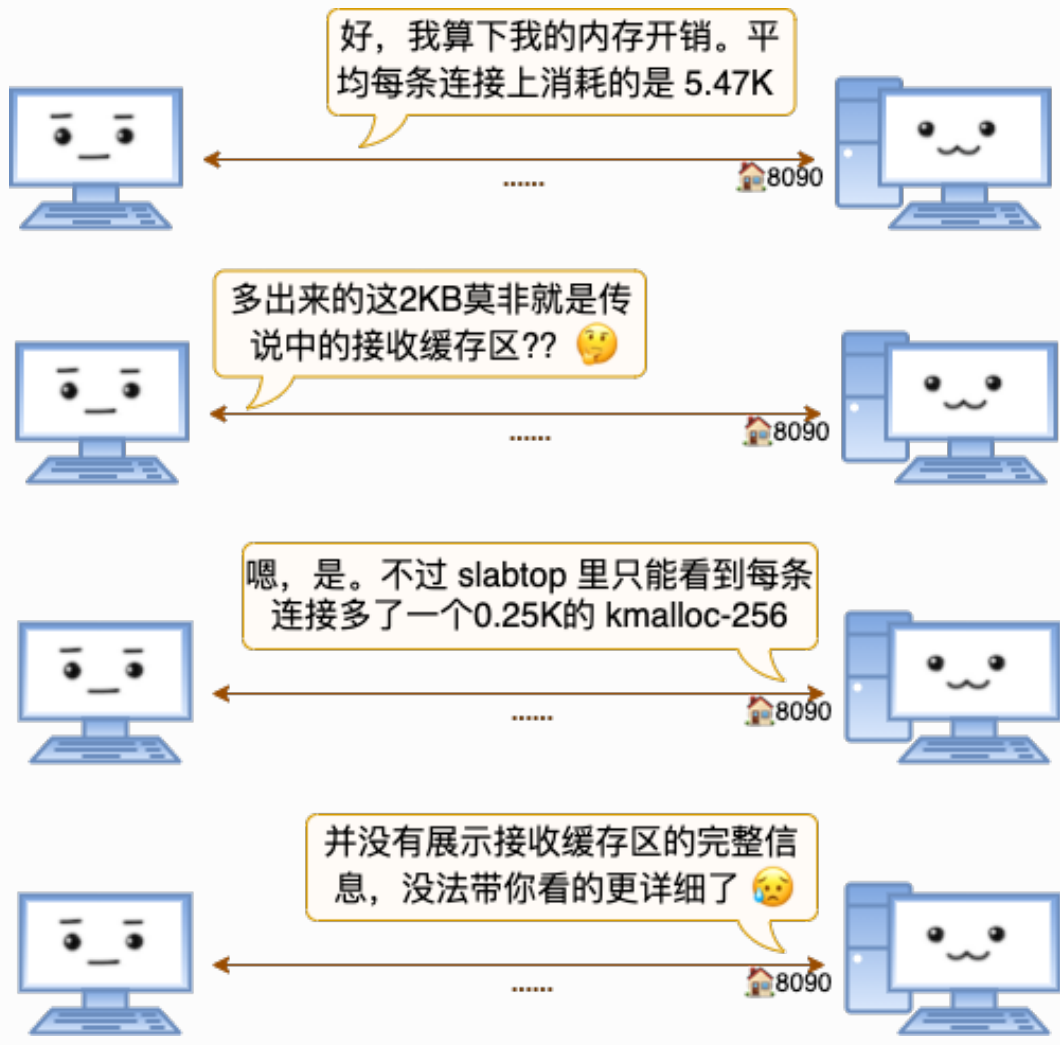 好，我算下我的内存开销。平
均每条连接上消耗的是 5.47K
......
8090
多出来的这2KB莫非就是传
说中的接收缓存区??
......
8090
嗯，是。不过 slabtop 里只能看到每条
连接多了一个0.25K的 kmalloc-256
......
8090
并没有展示接收缓存区的完整信
息，没法带你看的更详细了
......
8090